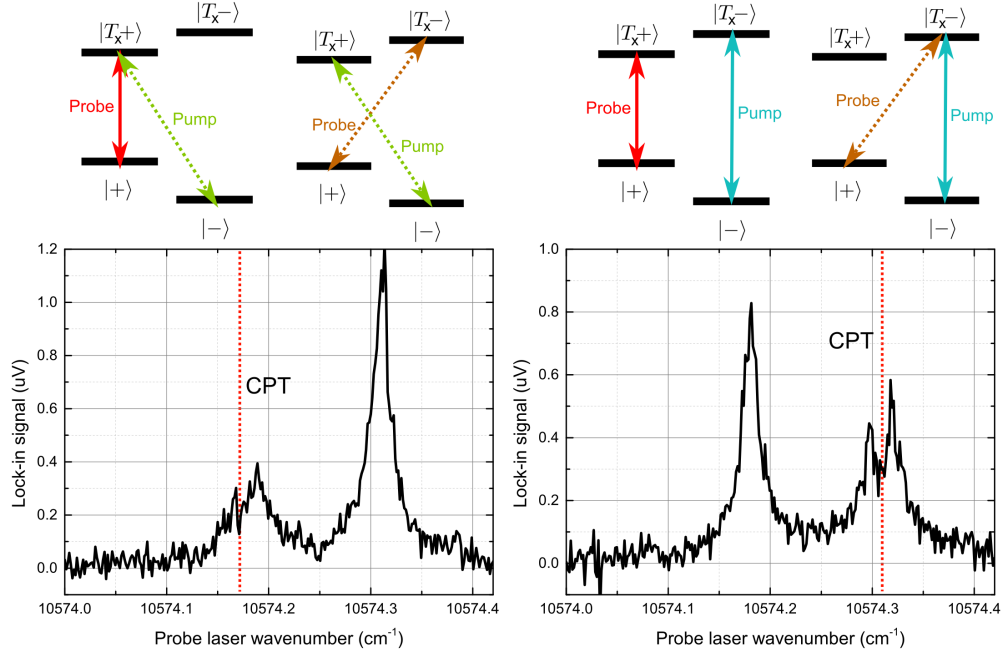 |Tₓ+⟩
|Tₓ−⟩
Probe
Pump
|+⟩
|−⟩
|Tₓ+⟩
|Tₓ−⟩
Probe
Pump
|+⟩
|−⟩
|Tₓ+⟩
|Tₓ−⟩
Probe
Pump
|+⟩
|−⟩
|Tₓ+⟩
|Tₓ−⟩
Probe
Pump
|+⟩
|−⟩
Lock-in signal (uV)
1.2
1.0
0.8
0.6
0.4
0.2
0.0
CPT
10574.0 10574.1 10574.2 10574.3 10574.4
Probe laser wavenumber (cm⁻¹)
Lock-in signal (uV)
1.0
0.8
0.6
0.4
0.2
0.0
CPT
10574.0 10574.1 10574.2 10574.3 10574.4
Probe laser wavenumber (cm⁻¹)